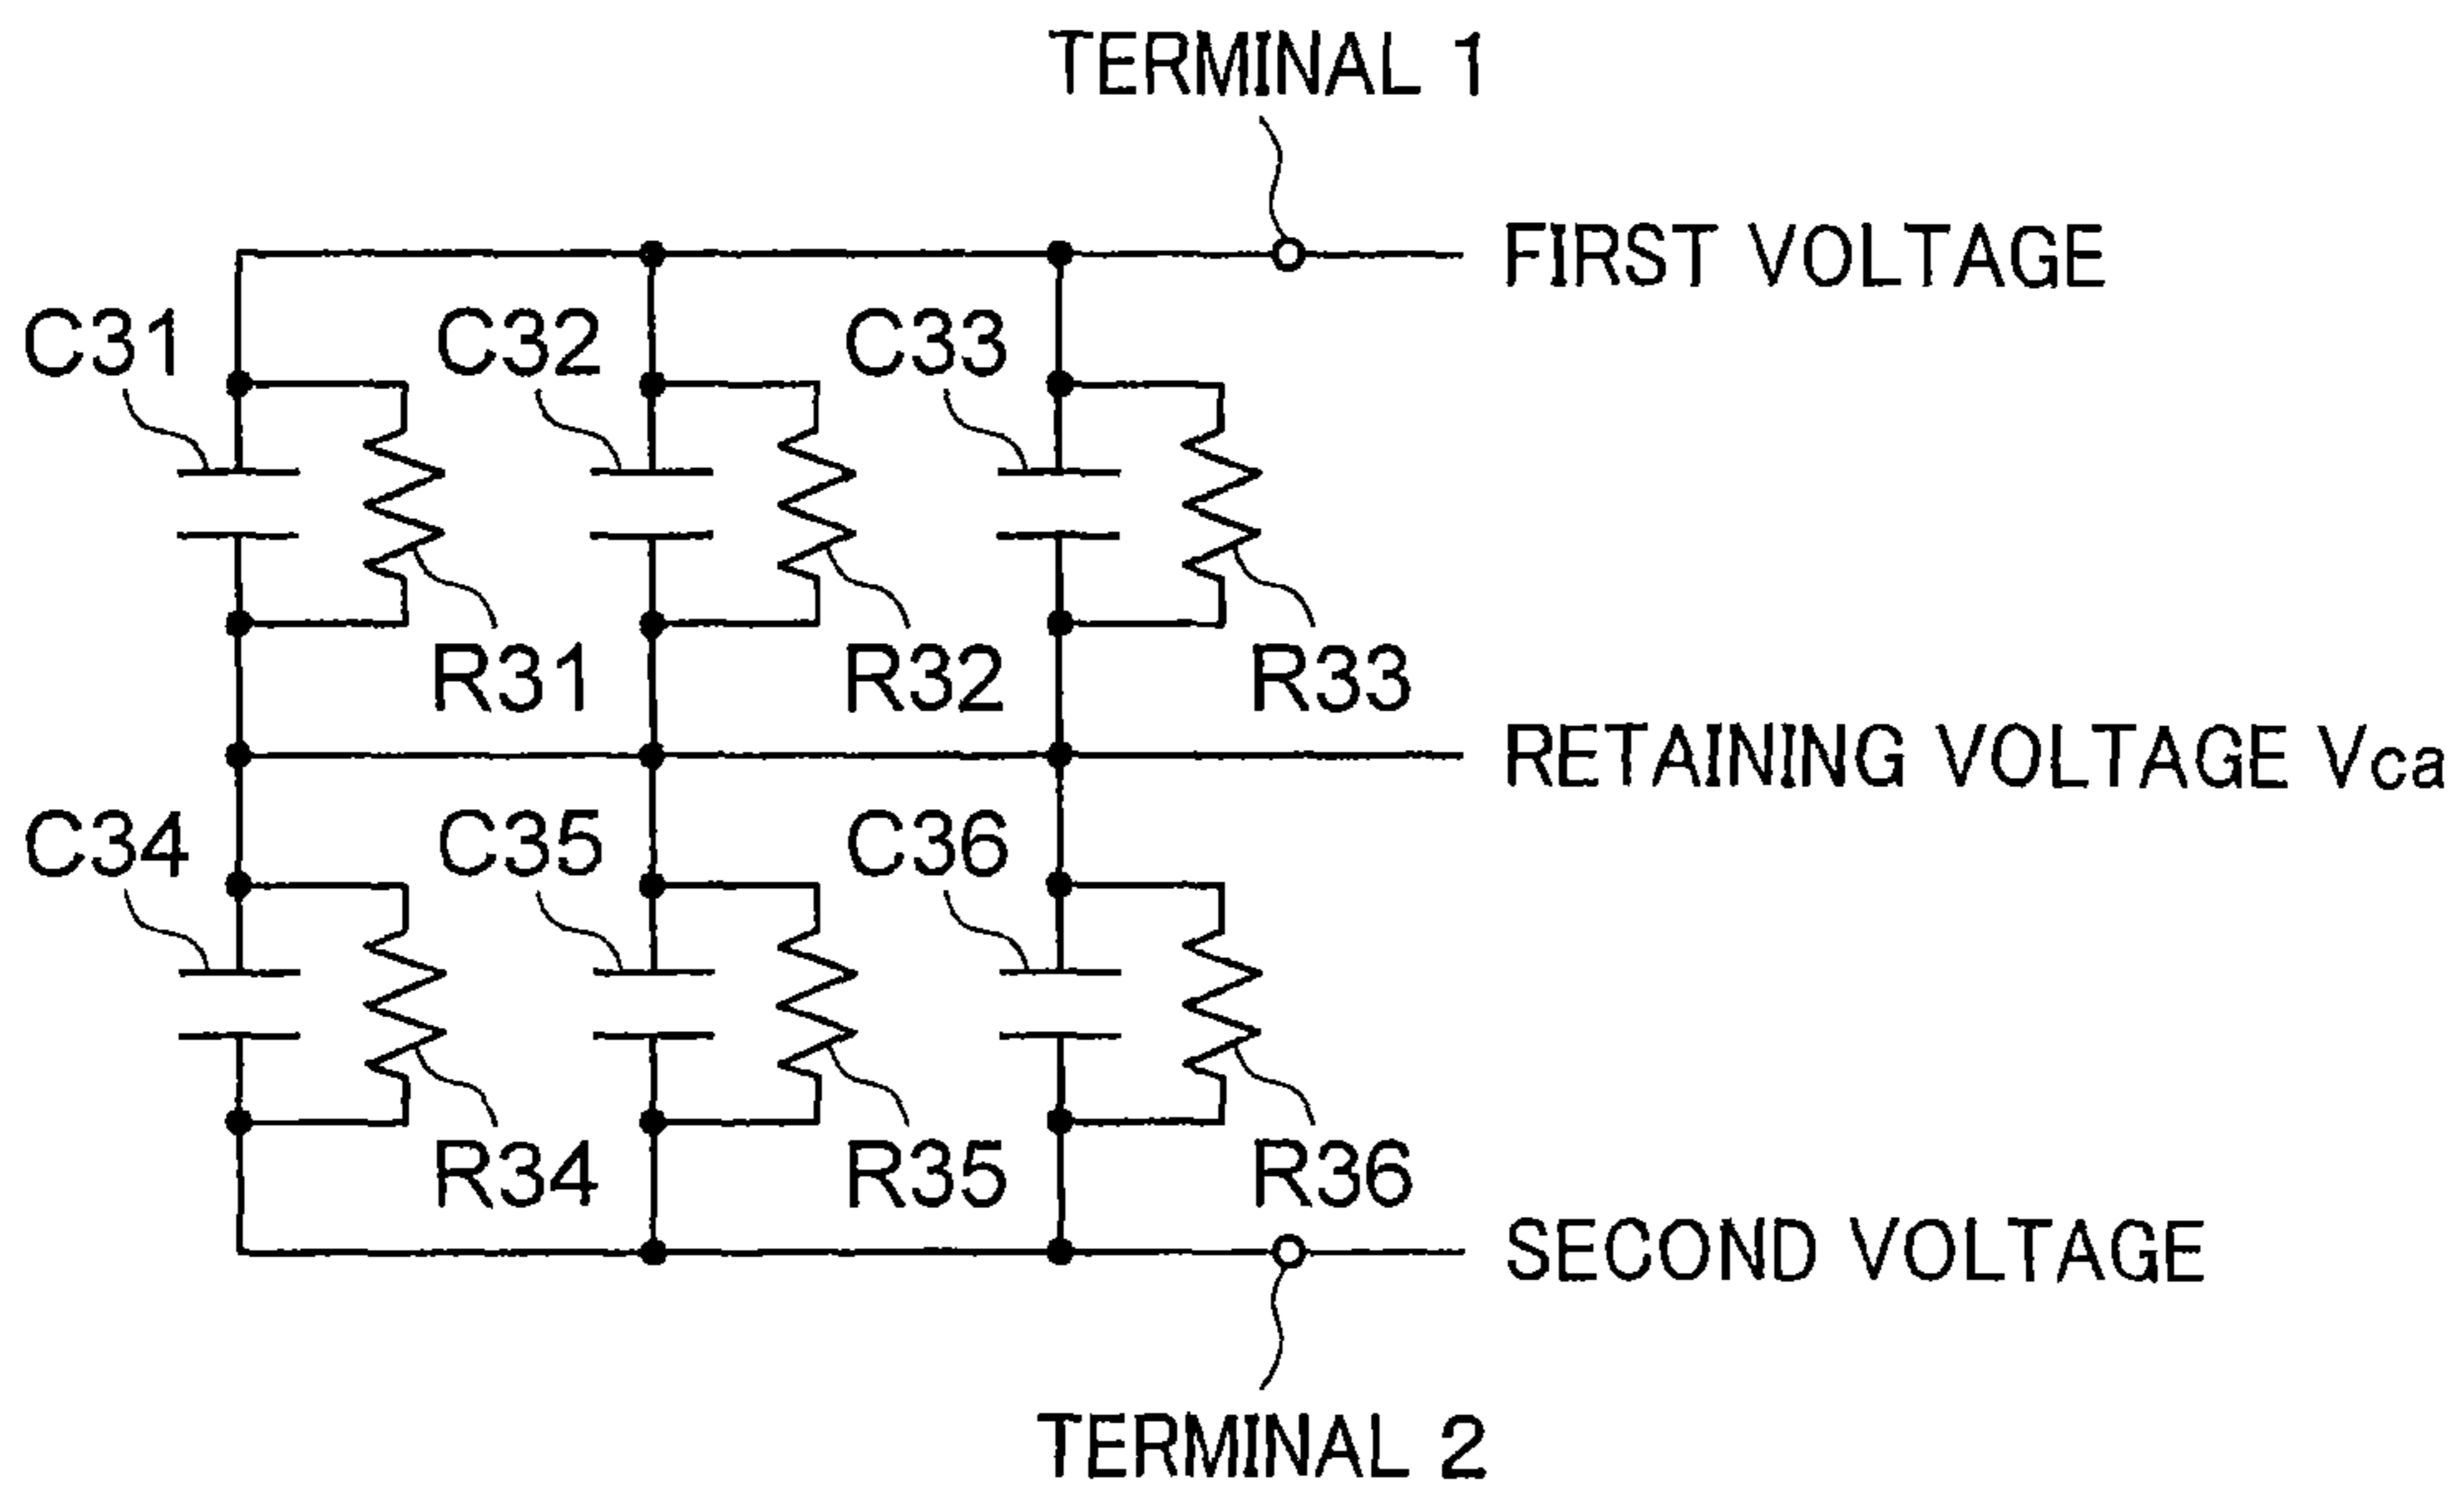 TERMINAL 1
FIRST VOLTAGE
C31
C32
C33
R31
R32
R33
RETAINING VOLTAGE Vca
C34
C35
C36
R34
R35
R36
SECOND VOLTAGE
TERMINAL 2